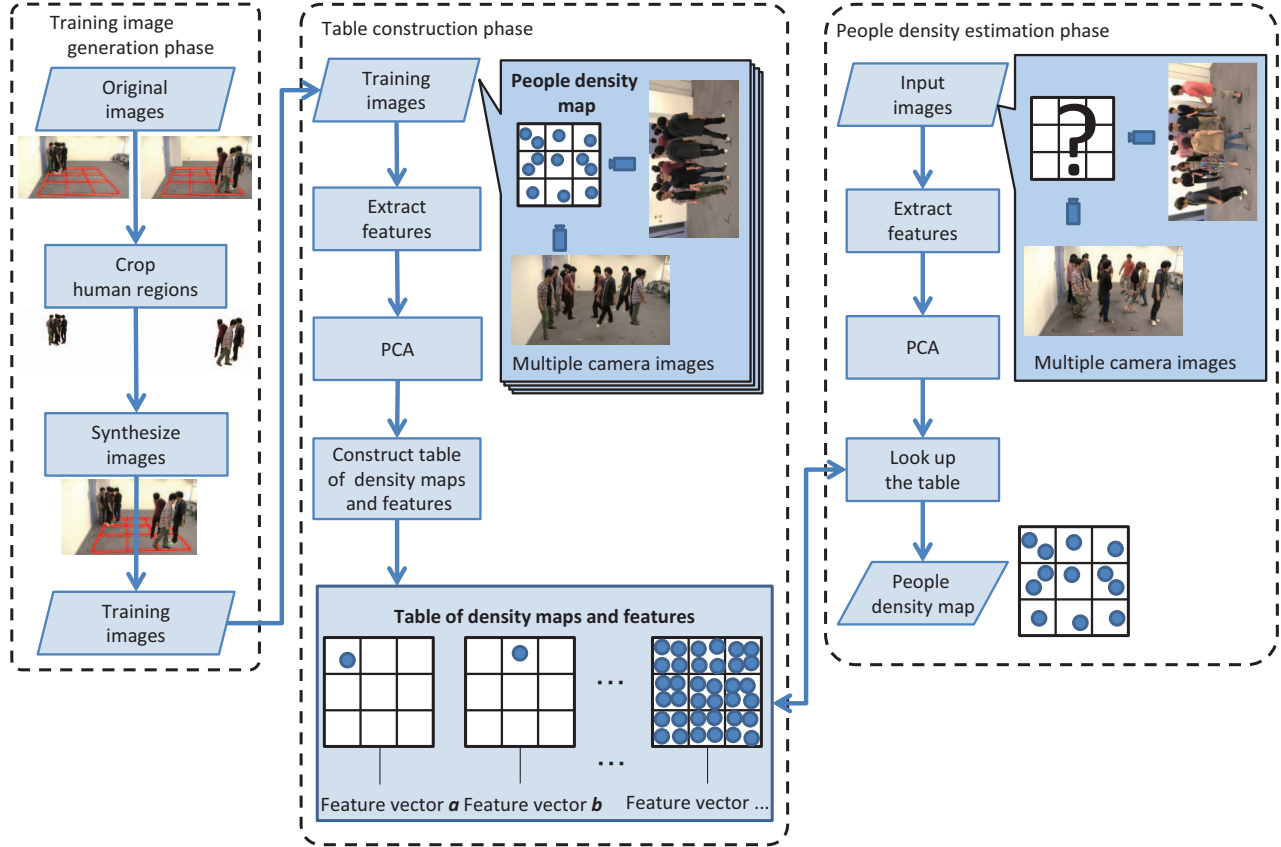 Training image
generation phase
Original
images
Crop
human regions
Synthesize
images
Training
images
Table construction phase
Training
images
Extract
features
PCA
Construct table
of density maps
and features
People density
map
Multiple camera images
Table of density maps and features
...
...
Feature vector a
Feature vector b
Feature vector ...
People density estimation phase
Input
images
Extract
features
PCA
Look up
the table
People
density map
?
Multiple camera images